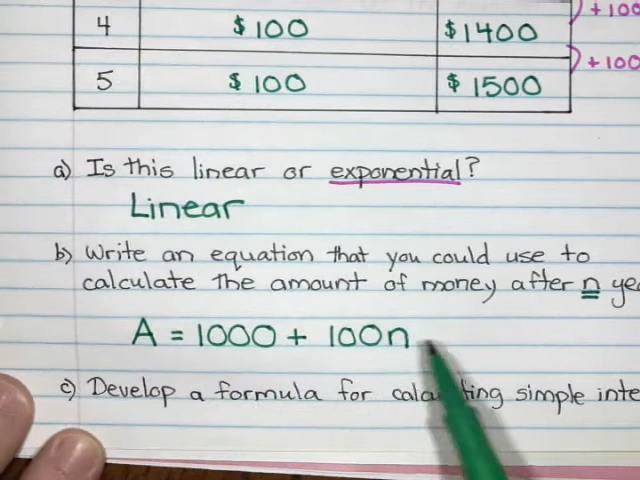 4 $100 $1400 +100
5 $100 $1500 +100
a) Is this linear or exponential?
Linear
b) Write an equation that you could use to
calculate the amount of money after n
A = 1000 + 100n
c) Develop a formula for simple